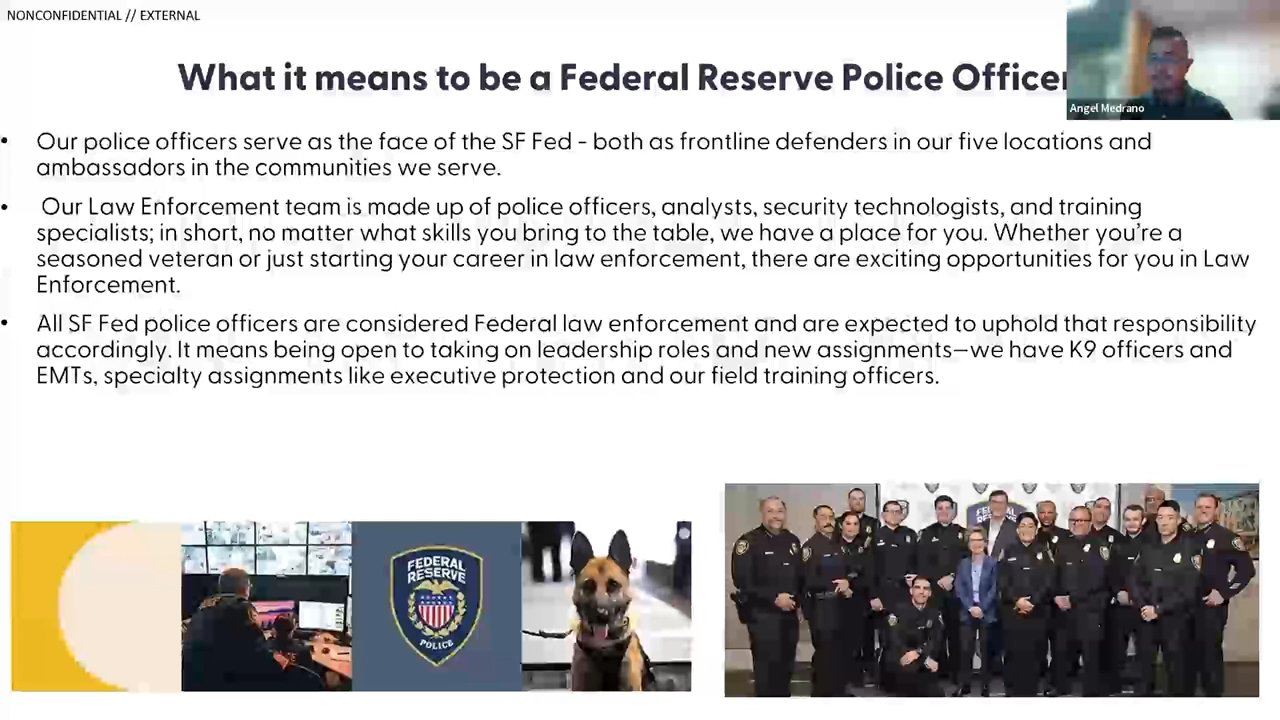 NONCONFIDENTIAL // EXTERNAL
What it means to be a Federal Reserve Police Officer
Angel Medrano
• Our police officers serve as the face of the SF Fed - both as frontline defenders in our five locations and
ambassadors in the communities we serve.
• Our Law Enforcement team is made up of police officers, analysts, security technologists, and training
specialists; in short, no matter what skills you bring to the table, we have a place for you. Whether you’re a
seasoned veteran or just starting your career in law enforcement, there are exciting opportunities for you in Law
Enforcement.
• All SF Fed police officers are considered Federal law enforcement and are expected to uphold that responsibility
accordingly. It means being open to taking on leadership roles and new assignments—we have K9 officers and
EMTs, specialty assignments like executive protection and our field training officers.
FEDERAL
RESERVE
POLICE